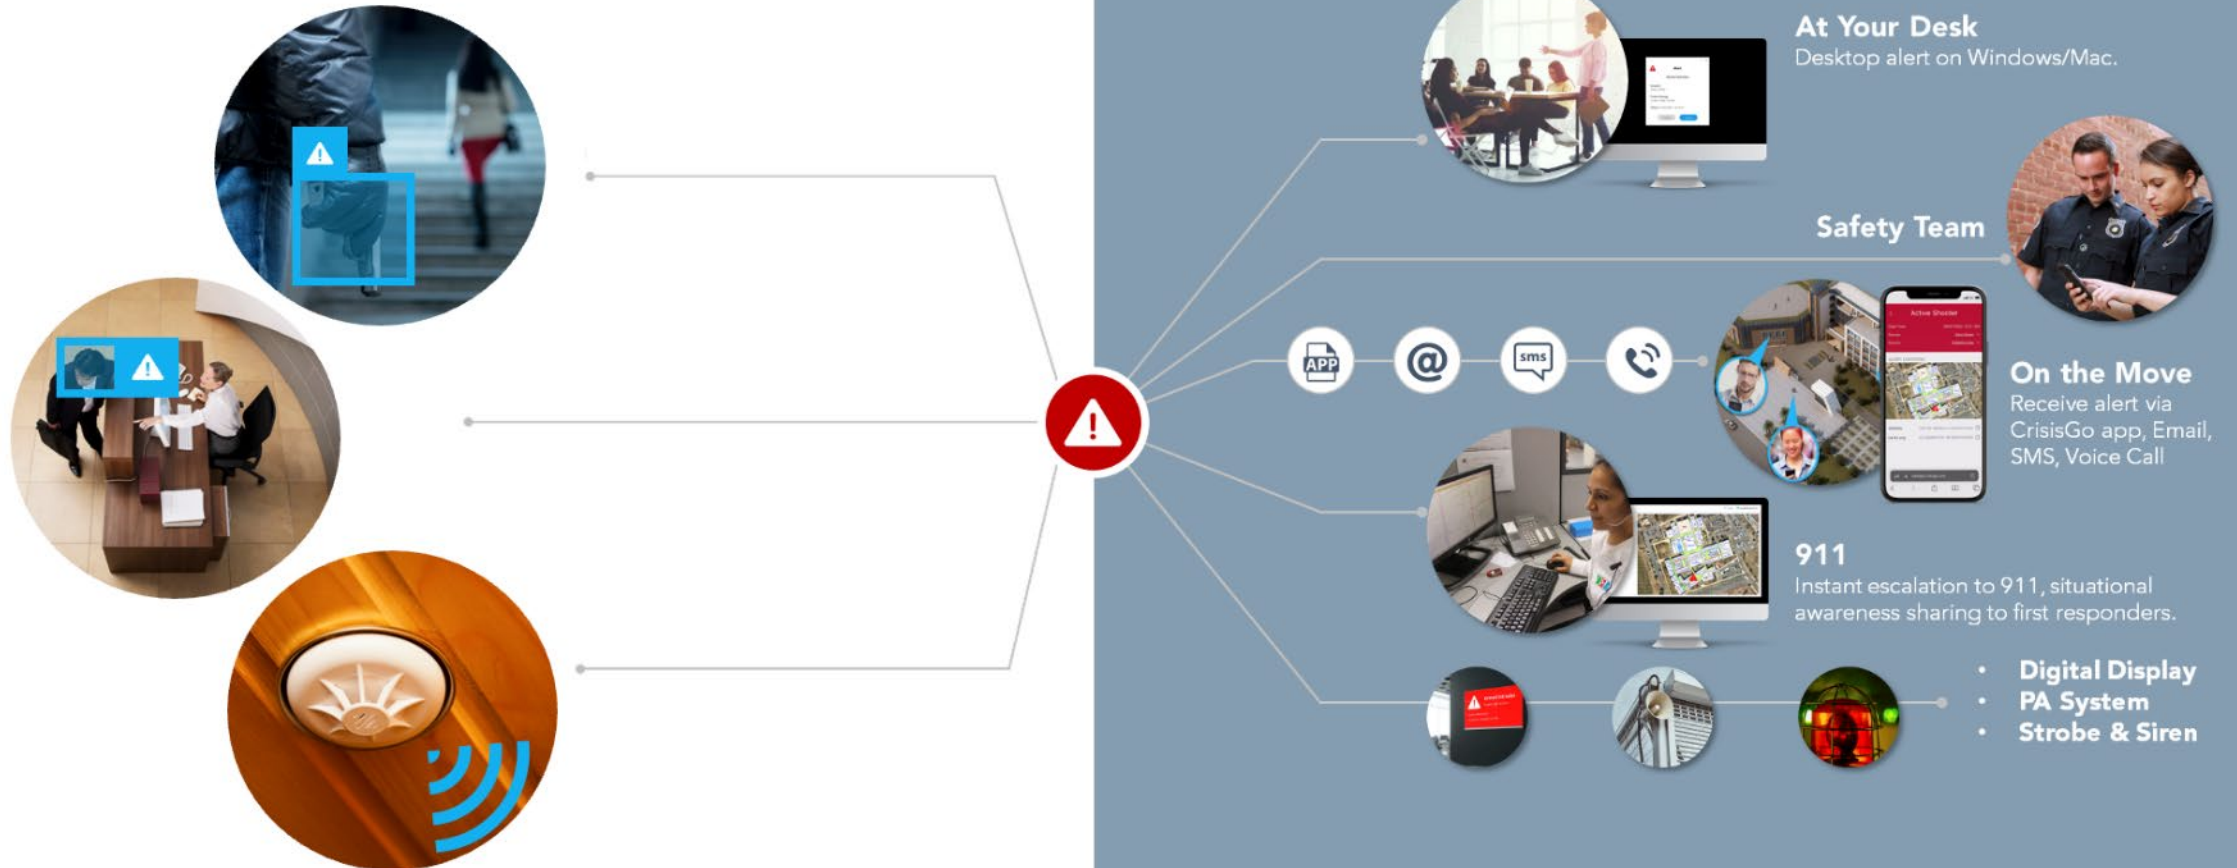 At Your Desk
Desktop alert on Windows/Mac.
Safety Team
APP
@
sms
Active Shooter
On the Move
Receive alert via
CrisisGo app, Email,
SMS, Voice Call
911
Instant escalation to 911, situational
awareness sharing to first responders.
• Digital Display
• PA System
• Strobe & Siren